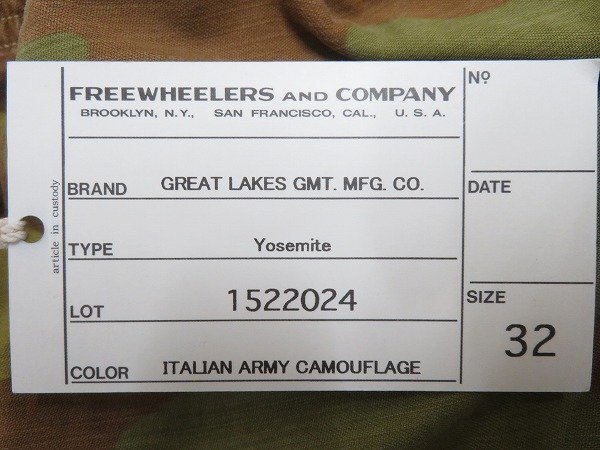 FREEWHEELERS AND COMPANY
BROOKLYN, N.Y., SAN FRANCISCO, CAL., U. S. A.
BRAND GREAT LAKES GMT. MFG. CO.
TYPE Yosemite
LOT 1522024
COLOR ITALIAN ARMY CAMOUFLAGE
No
DATE
SIZE
32
article in custody